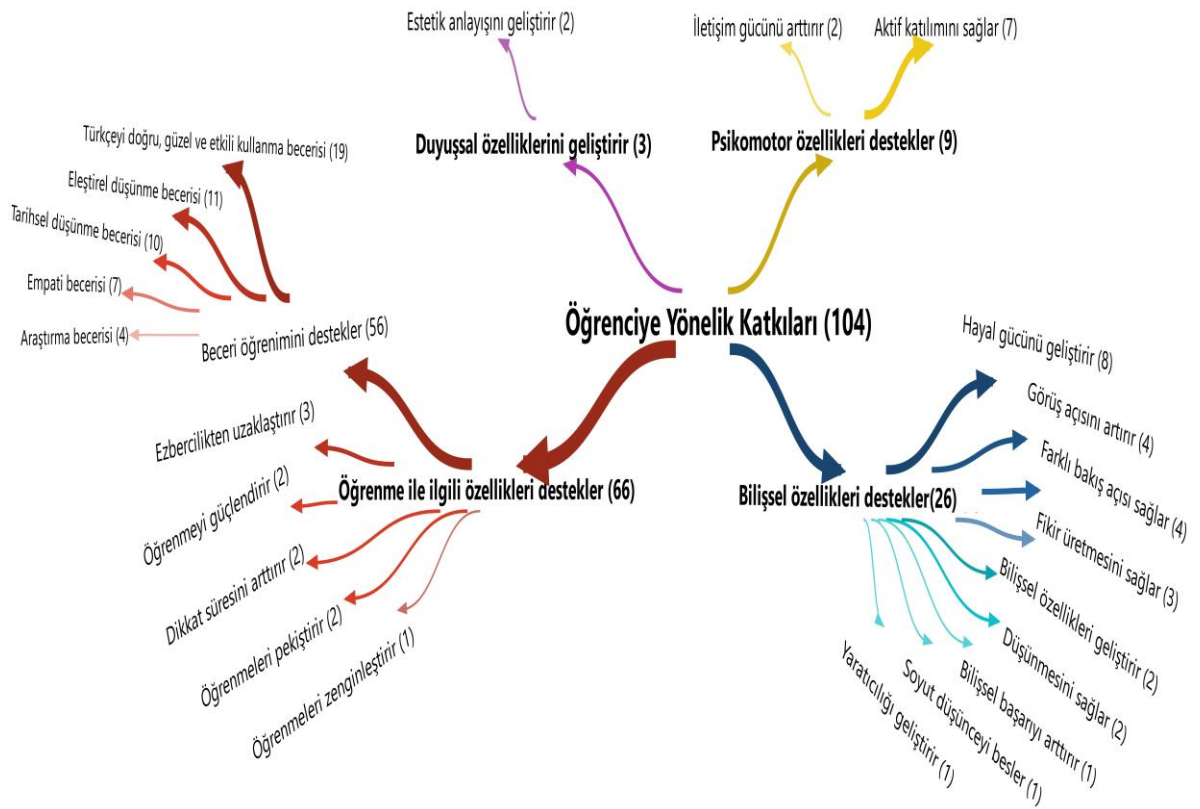 Estetik anlayışını geliştirir (2)
İletişim gücünü arttırır (2)
Aktif katılımını sağlar (7)
Duyuşsal özelliklerini geliştirir (3)
Psikomotor özellikleri destekler (9)
Türkçeyi doğru, güzel ve etkili kullanma becerisi (19)
Eleştirel düşünme becerisi (11)
Tarihsel düşünme becerisi (10)
Empati becerisi (7)
Araştırma becerisi (4)
Beceri öğrenimini destekler (56)
Öğrenciye Yönelik Katkıları (104)
Ezbercilikten uzaklaştırır (3)
Öğrenmeyi güçlendirir (2)
Dikkat süresini arttırır (2)
Öğrenmeleri pekiştirir (2)
Öğrenmeleri zenginleştirir (1)
Öğrenme ile ilgili özellikleri destekler (66)
Bilişsel özellikleri destekler(26)
Hayal gücünü geliştirir (8)
Görüş açısını artırır (4)
Farklı bakış açısı sağlar (4)
Fikir üretmesini sağlar (3)
Bilişsel özellikleri geliştirir (2)
Düşünmesini sağlar (2)
Bilişsel başarıyı arttırır (1)
Soyut düşünceyi besler (1)
Yaratıcılığı geliştirir (1)